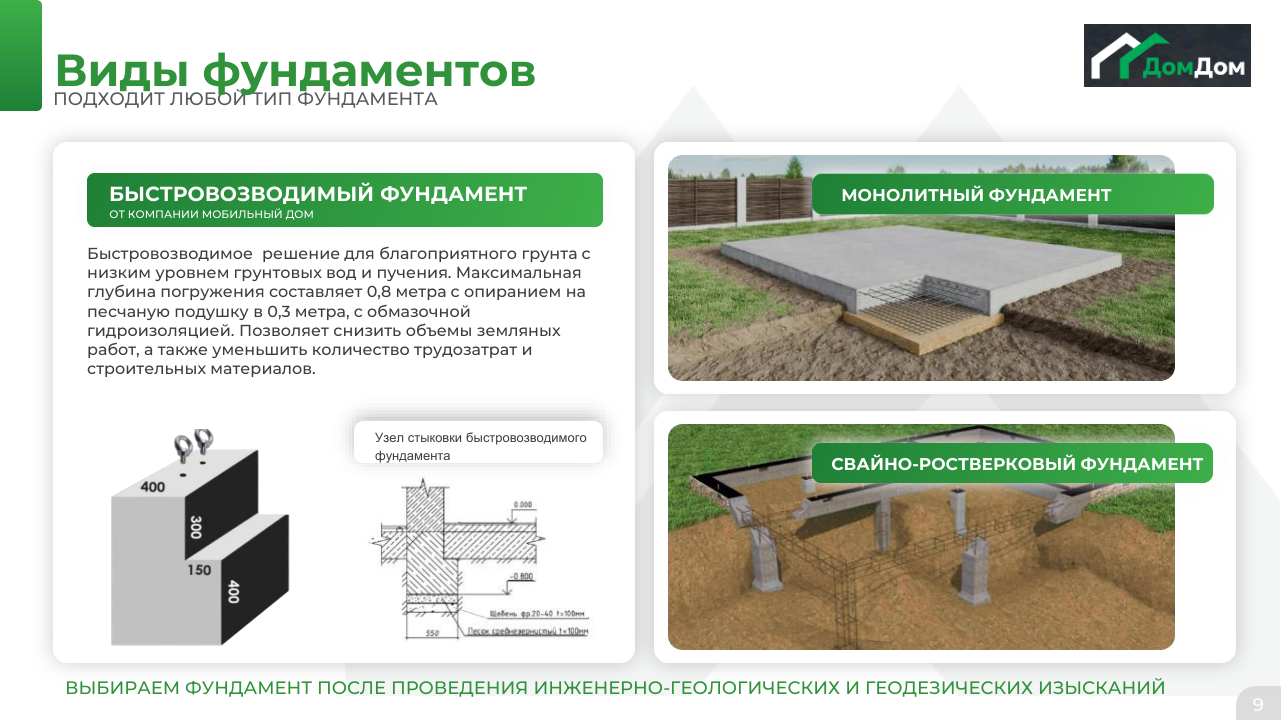 Виды фундаментов
ПОДХОДИТ ЛЮБОЙ ТИП ФУНДАМЕНТА
ДомДом
БЫСТРОВОЗВОДИМЫЙ ФУНДАМЕНТ
ОТ КОМПАНИИ МОБИЛЬНЫЙ ДОМ
Быстровозводимое  решение для благоприятного грунта с
низким уровнем грунтовых вод и пучения. Максимальная
глубина погружения составляет 0,8 метра с опиранием на
песчаную подушку в 0,3 метра, с обмазочной
гидроизоляцией. Позволяет снизить объемы земляных
работ, а также уменьшить количество трудозатрат и
строительных материалов.
400
300
150
400
Узел стыковки быстровозводимого
фундамента
0.000
-0.800
Щебень фр.20-40 t=100мм
Песок среднезернистый t=100мм
550
МОНОЛИТНЫЙ ФУНДАМЕНТ
СВАЙНО-РОСТВЕРКОВЫЙ ФУНДАМЕНТ
ВЫБИРАЕМ ФУНДАМЕНТ ПОСЛЕ ПРОВЕДЕНИЯ ИНЖЕНЕРНО-ГЕОЛОГИЧЕСКИХ И ГЕОДЕЗИЧЕСКИХ ИЗЫСКАНИЙ
9